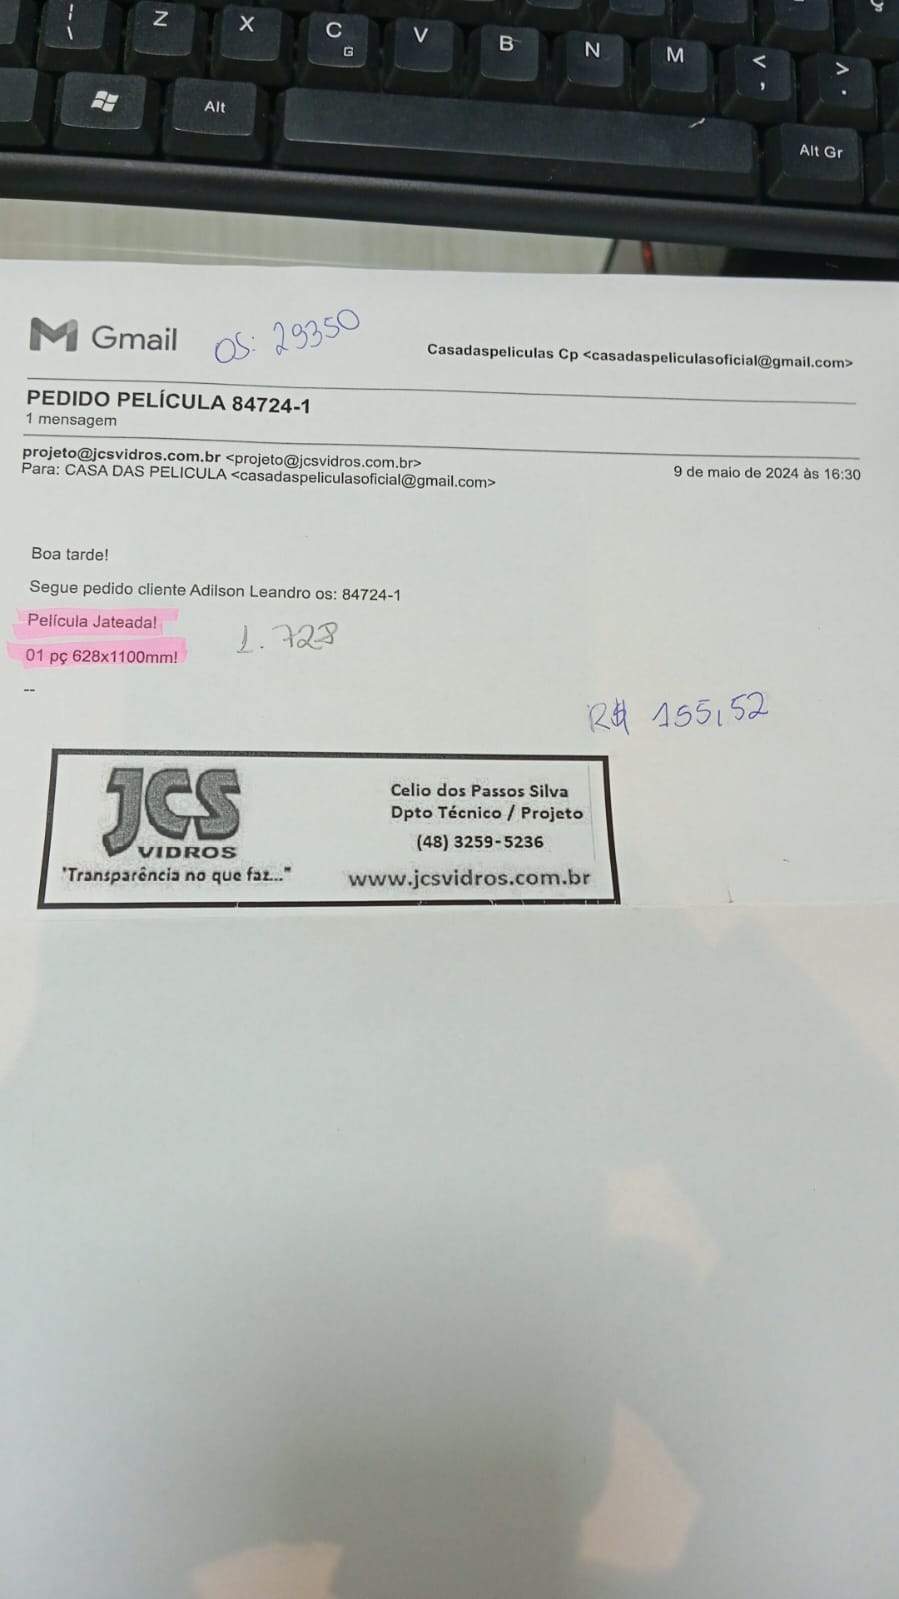 Z X C V B N M < >
G , .
Alt Alt Gr
Gmail OS: 29350
Casadaspeliculas Cp <casadaspeliculasoficial@gmail.com>
PEDIDO PELÍCULA 84724-1
1 mensagem
projeto@jcsvidros.com.br <projeto@jcsvidros.com.br>
Para: CASA DAS PELICULA <casadaspeliculasoficial@gmail.com>
9 de maio de 2024 às 16:30
Boa tarde!
Segue pedido cliente Adilson Leandro os: 84724-1
Película Jateada!
1.728
01 pç 628x1100mm!
--
R$ 155,52
JCS
VIDROS
"Transparência no que faz..."
Celio dos Passos Silva
Dpto Técnico / Projeto
(48) 3259-5236
www.jcsvidros.com.br